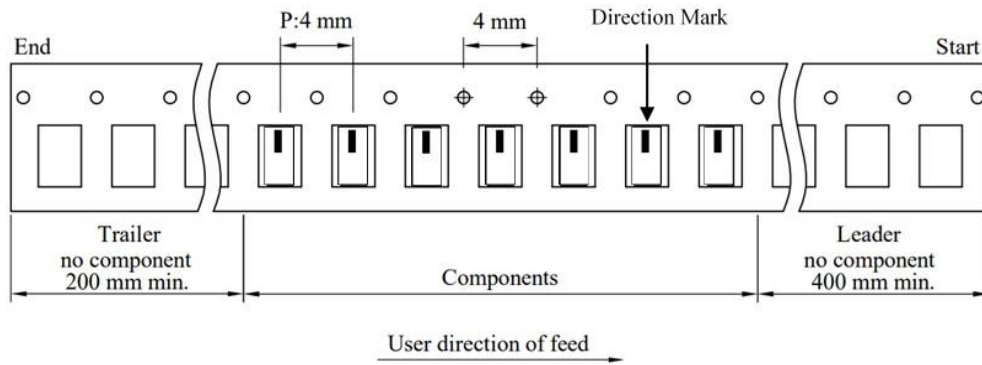 P:4 mm
4 mm
Direction Mark
End
Start
Trailer
no component
200 mm min.
Components
Leader
no component
400 mm min.
User direction of feed